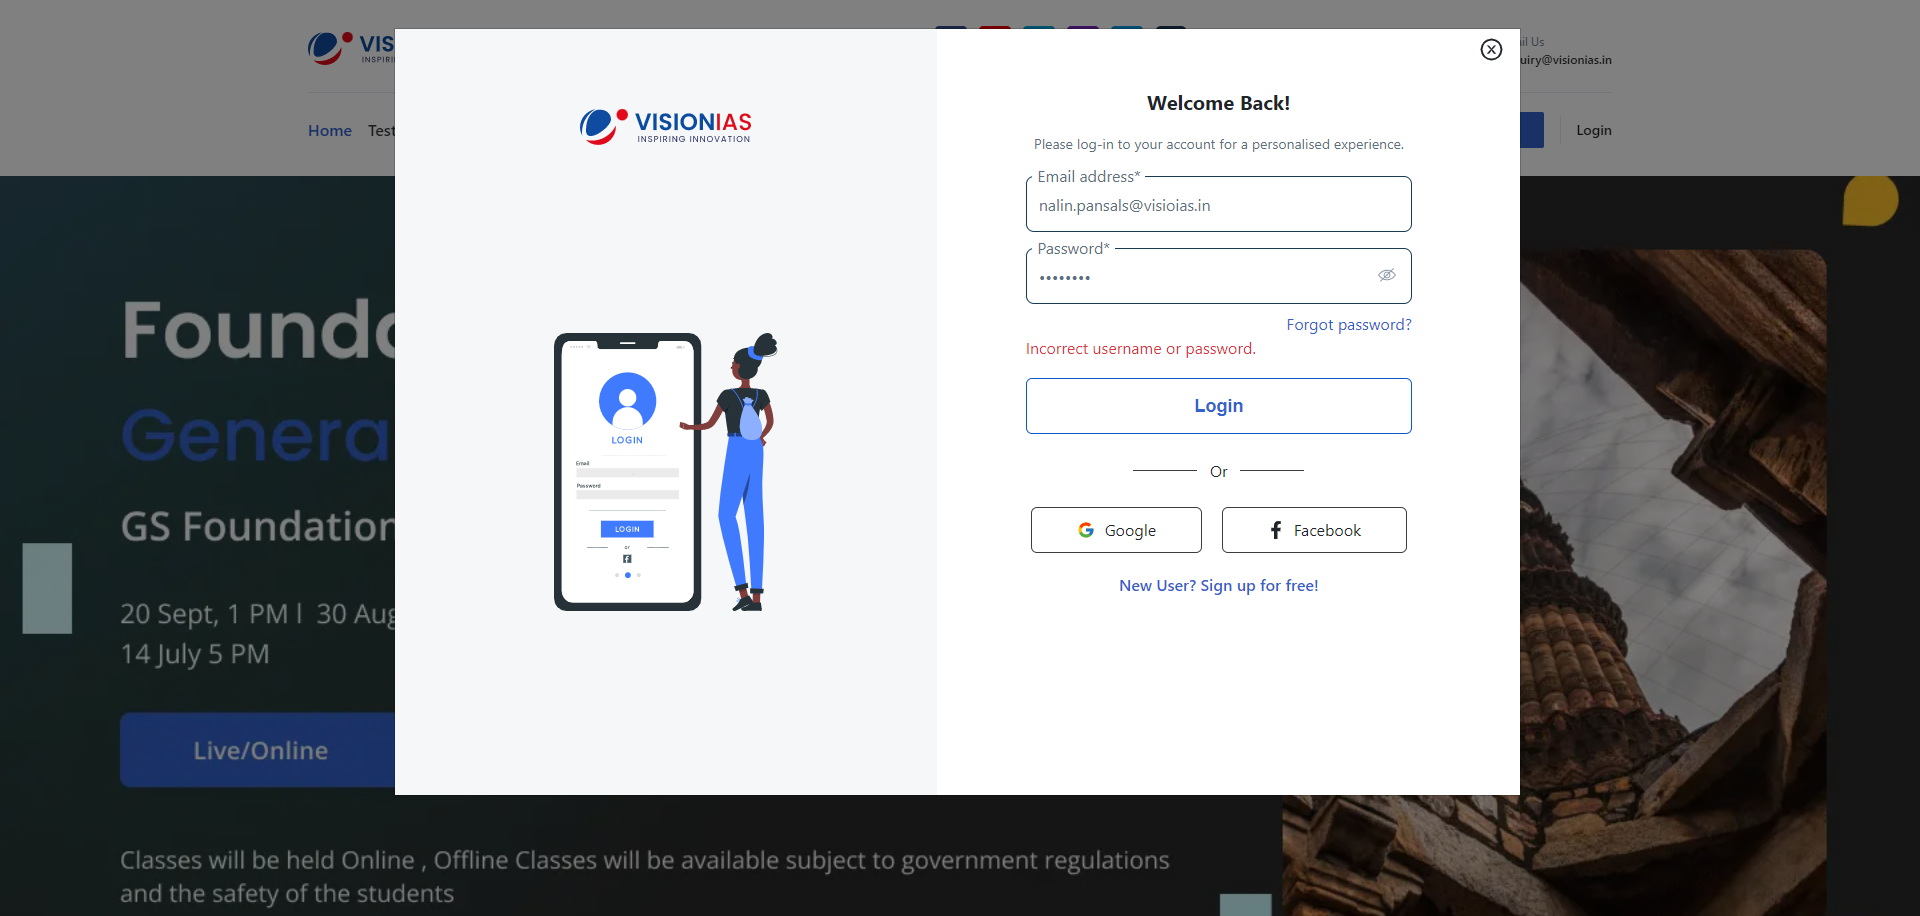 VIS
INSPIRI
il Us
uiry@visionias.in
Home Test
Login
VISIONIAS
INSPIRING INNOVATION
Welcome Back!
Please log-in to your account for a personalised experience.
Email address*
nalin.pansals@visioias.in
Password*
••••••••
Forgot password?
Incorrect username or password.
Login
Or
Google
Facebook
New User? Sign up for free!
LOGIN
Email
Password
LOGIN
or
Founda
Genera
GS Foundation
20 Sept, 1 PM l 30 Aug
14 July 5 PM
Live/Online
Classes will be held Online , Offline Classes will be available subject to government regulations
and the safety of the students